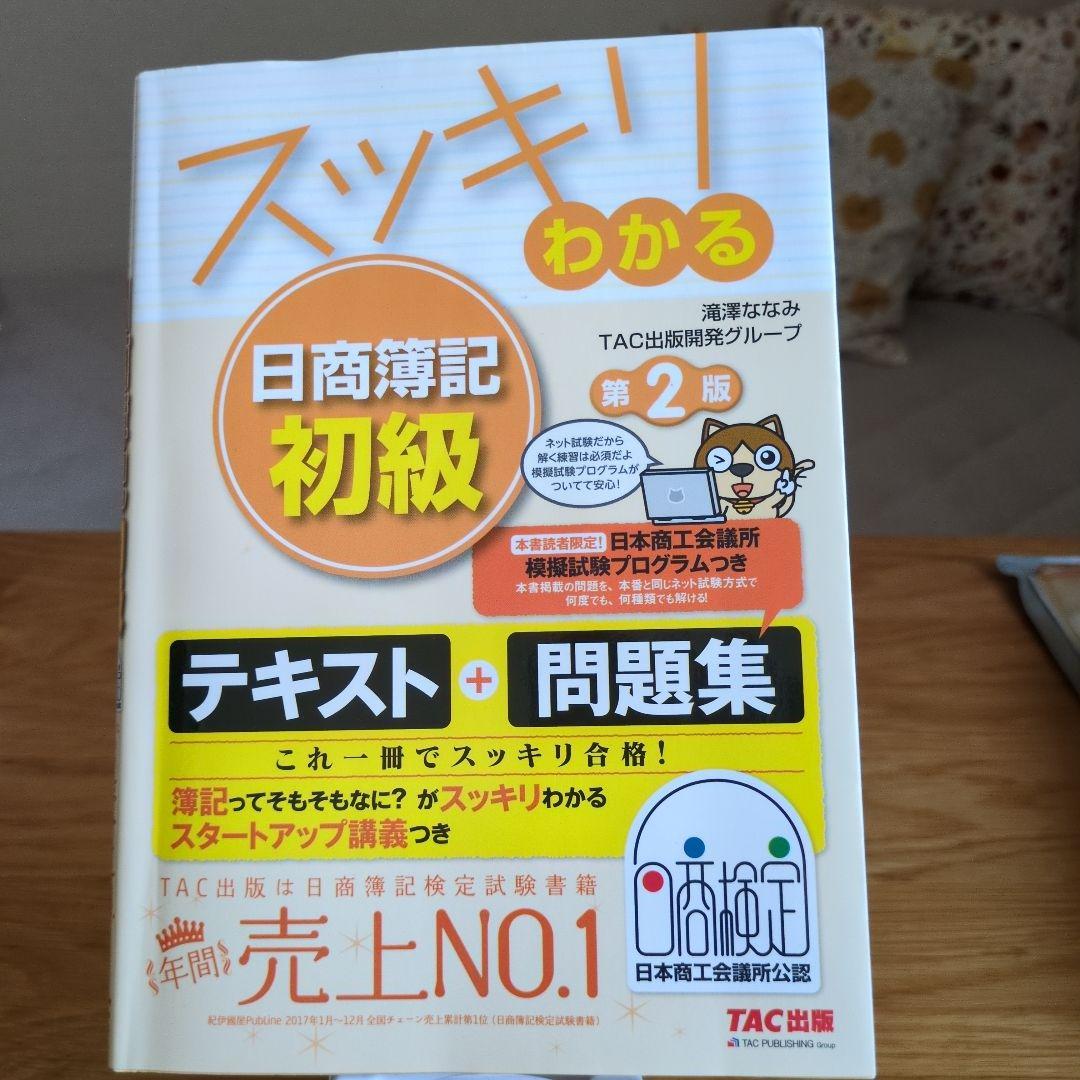 スッキリ
わかる
滝澤ななみ
TAC出版開発グループ
日商簿記
初級
第2版
ネット試験だから
解く練習は必須だよ
模擬試験プログラムが
ついてて安心!
本書読者限定! 日本商工会議所
模擬試験プログラムつき
本書掲載の問題を、本番と同じネット試験方式で
何度でも、何種類でも解ける!
テキスト + 問題集
これ一冊でスッキリ合格!
簿記ってそもそもなに? がスッキリわかる
スタートアップ講義つき
TAC出版は日商簿記検定試験書籍
年間 売上NO.1
紀伊國屋PubLine 2017年1月〜12月 全国チェーン売上累計第1位(日商簿記検定試験書籍)
日商検定
日本商工会議所公認
TAC出版
TAC PUBLISHING Group